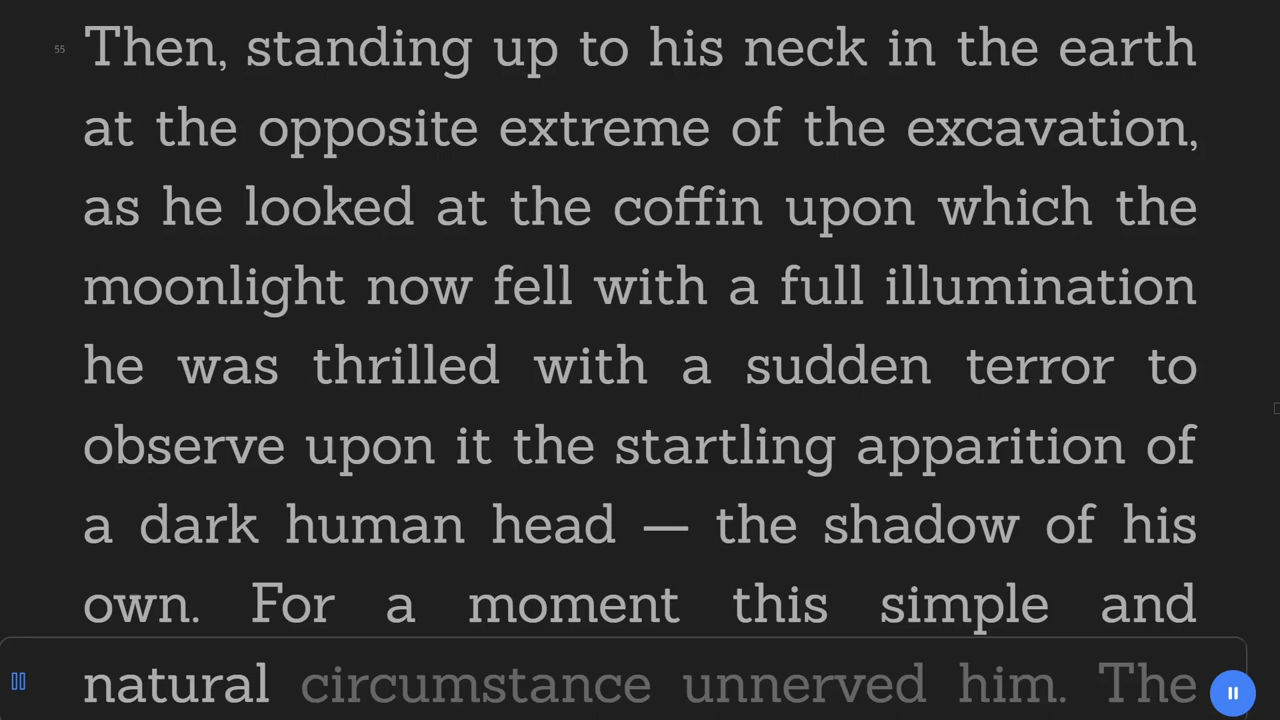 55
Then, standing up to his neck in the earth
at the opposite extreme of the excavation,
as he looked at the coffin upon which the
moonlight now fell with a full illumination
he was thrilled with a sudden terror to
observe upon it the startling apparition of
a dark human head — the shadow of his
own. For a moment this simple and
natural circumstance unnerved him. The